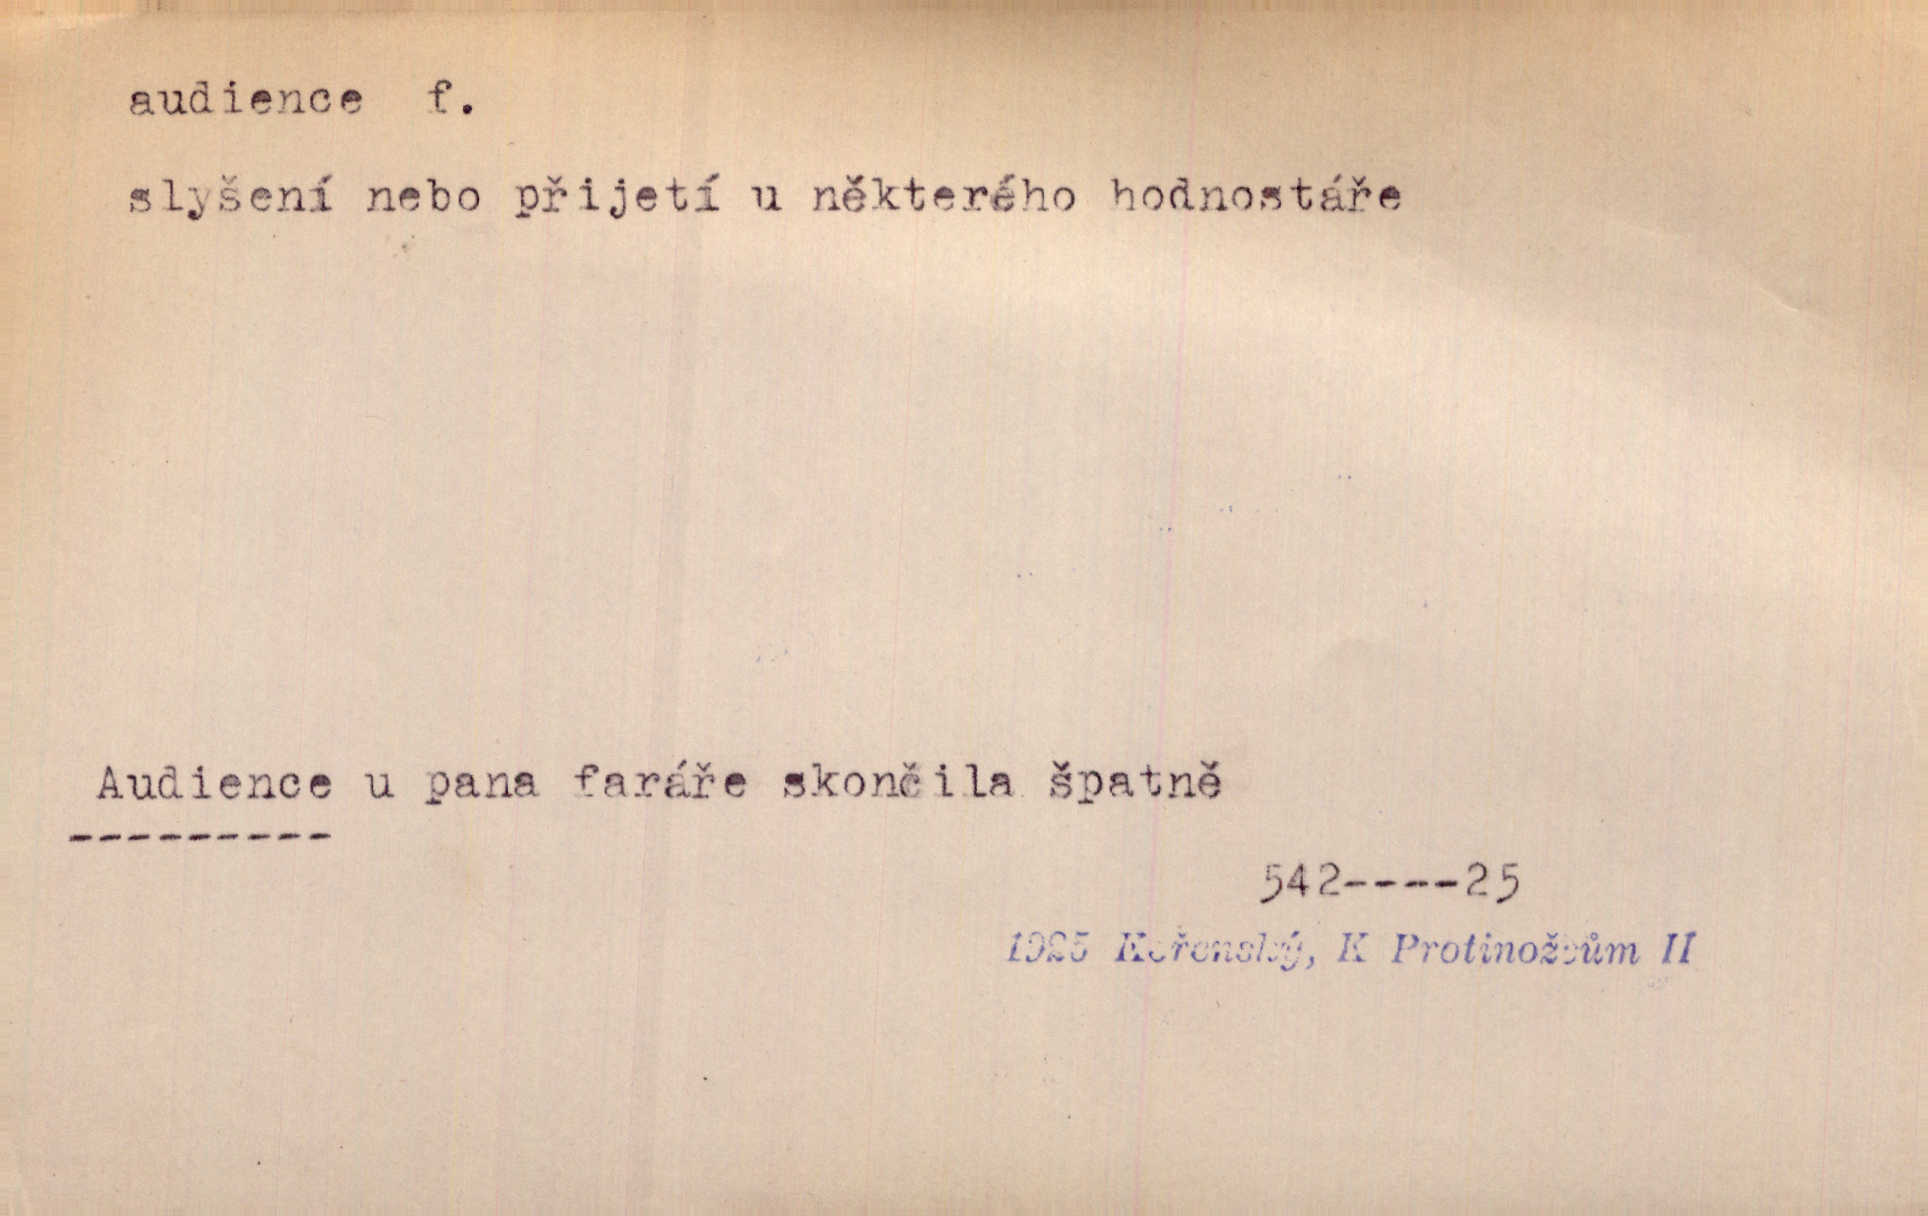 audience f.
slyšení nebo přijetí u některého hodnostáře
Audience u pana faráře skončila špatně
---------
542----25
1925 Kořenský, K Protinožcům II